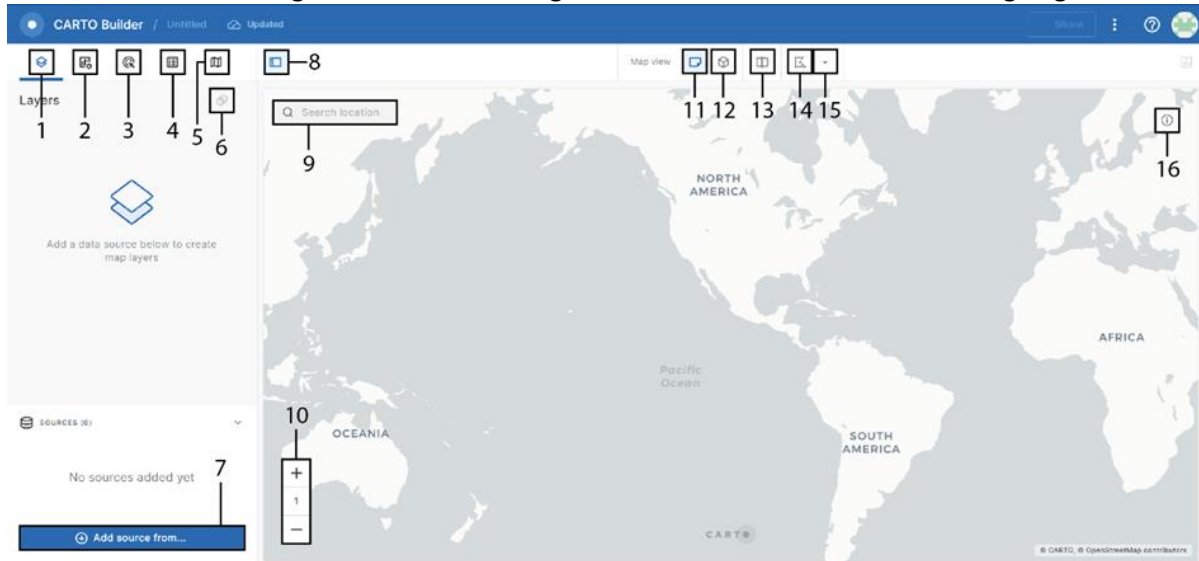 CARTO Builder / Untitled Updated Share
8
Map view
Layers
1 2 3 4 5 6
11 12 13 14 15
Search location
9
16
NORTH
AMERICA
Add a data source below to create
map layers
AFRICA
Pacific
Ocean
SOURCES (0)
10
OCEANIA
SOUTH
AMERICA
7
No sources added yet
+
1
−
Add source from...
CARTO
© CARTO, © OpenStreetMap contributors